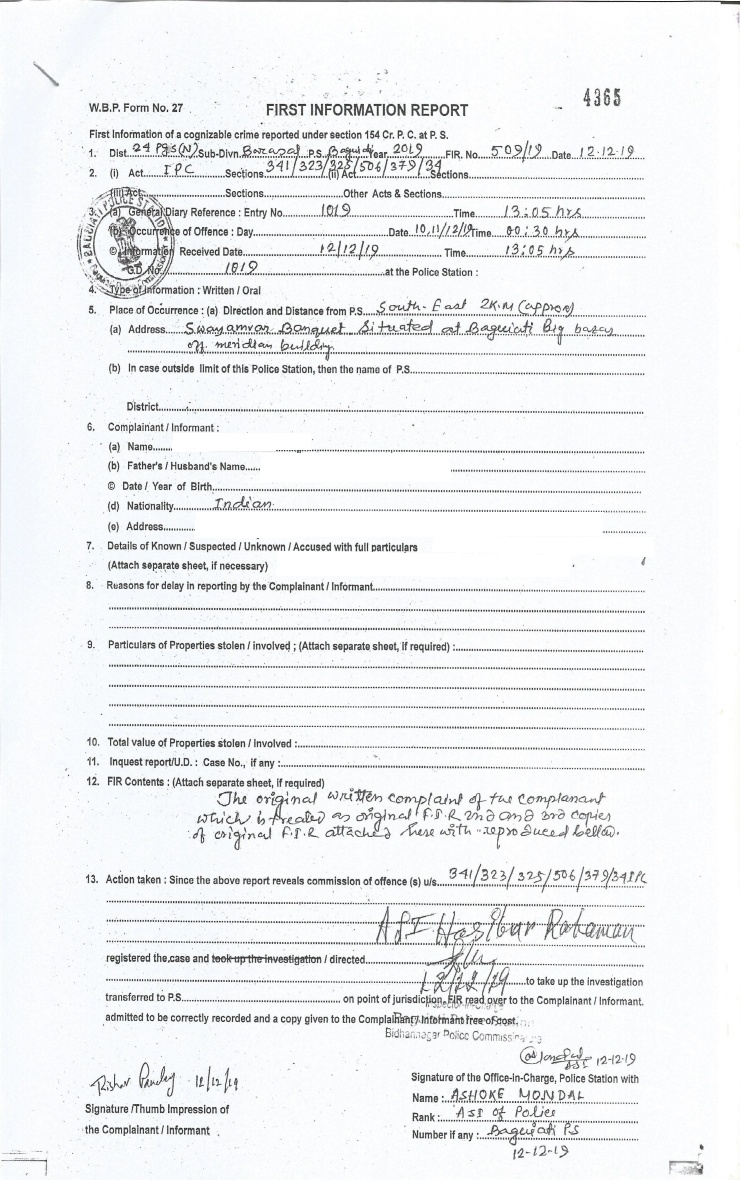 4365
W.B.P. Form No. 27 FIRST INFORMATION REPORT
First Information of a cognizable crime reported under section 154 Cr. P. C. at P. S.
1. Dist. 24 Pgs(N) Sub-Divn. Barasat P.S. Baguiati Year 2019 FIR. No. 509/19 Date 12-12-19
2. (i) Act IPC Sections 341/323/325/506/379/34 (ii) Act Sections
(iii) Act Sections Other Acts & Sections
3. (a) General Diary Reference : Entry No. 1019 Time 13:05 hrs
(b) Occurrence of Offence : Day Date 10,11/12/19 Time 00:30 hrs
© Information Received Date 12/12/19 Time 13:05 hrs
G.D. No. 1019 at the Police Station :
4. Type of Information : Written / Oral
5. Place of Occurrence : (a) Direction and Distance from P.S. South-East 2K.M (approx)
(a) Address Swayamvar Banquet Situated at Baguiati Big bazar
off meridian building.
(b) In case outside limit of this Police Station, then the name of P.S.
District
6. Complainant / Informant :
(a) Name
(b) Father's / Husband's Name
© Date / Year of Birth
(d) Nationality Indian
(e) Address
7. Details of Known / Suspected / Unknown / Accused with full particulars
(Attach separate sheet, if necessary)
8. Reasons for delay in reporting by the Complainant / Informant
9. Particulars of Properties stolen / involved ; (Attach separate sheet, if required) :
10. Total value of Properties stolen / involved :
11. Inquest report/U.D. : Case No., if any :
12. FIR Contents : (Attach separate sheet, if required)
The original written complaint of the complanant
which is treated as original F.I.R 2nd and 3rd copies
of original F.I.R attached here with reproduced bellow.
13. Action taken : Since the above report reveals commission of offence (s) u/s. 341/323/325/506/379/34 IPC
ASI Hasibur Rahaman
registered the case and took up the investigation / directed
12/12/19 to take up the investigation
transferred to P.S. on point of jurisdiction, FIR read over to the Complainant / Informant.
admitted to be correctly recorded and a copy given to the Complaint / Informant free of cost.
Bidhannagar Police
12-12-19
Rishav Pandey 12/12/19
Signature of the Office-in-Charge, Police Station with
Signature /Thumb Impression of
the Complainant / Informant
Name : ASHOKE MONDAL
Rank : ASI of Police
Number if any : Baguiati PS
12-12-19